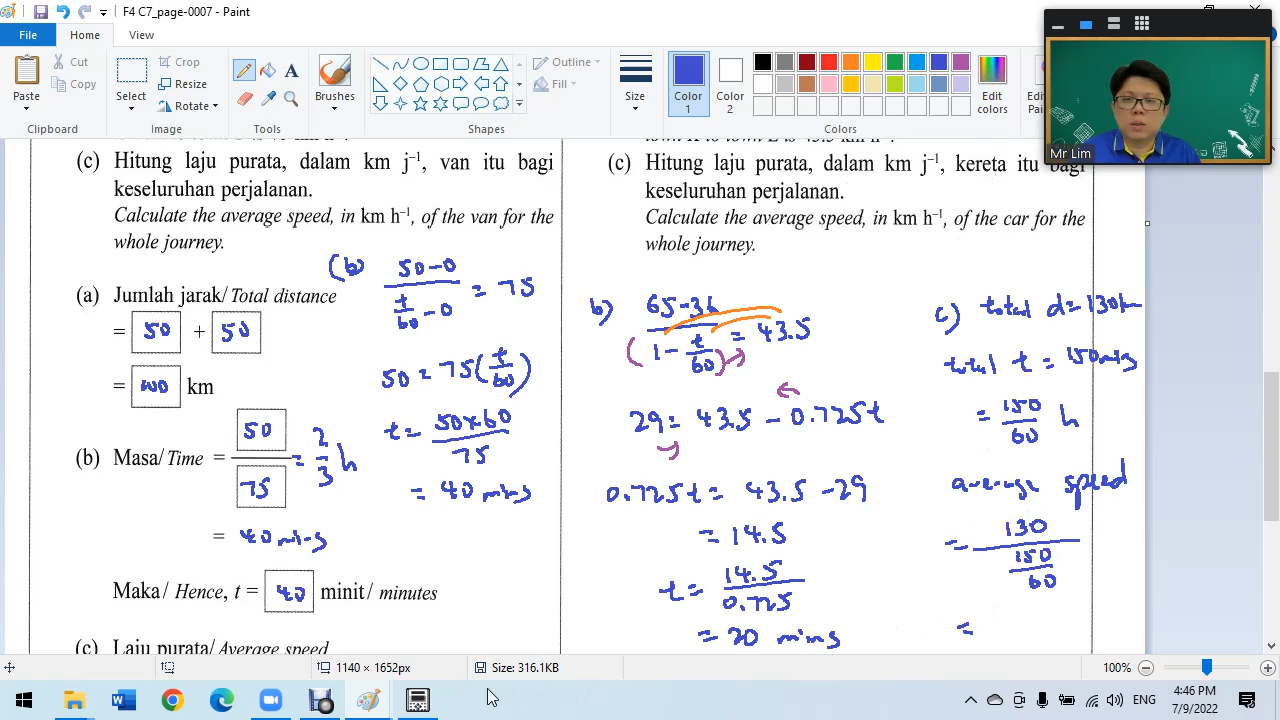 F4 C7_page-0007 - Paint
File Home View
Paste Cut Copy
Clipboard
Select Crop Resize Rotate
Image
Tools
Brushes
Outline
Fill
Shapes
Size
Color 1
Color 2
Edit colors
Colors
Mr Lim
(c) Hitung laju purata, dalam km j⁻¹, van itu bagi
keseluruhan perjalanan.
Calculate the average speed, in km h⁻¹, of the van for the
whole journey.
(a) Jumlah jarak/ Total distance
= 50 + 50
= 100 km
(b) Masa/ Time = 50/75 = 2/3 h
= 40 mins
Maka/ Hence, t = 40 minit/ minutes
(c) Laju purata/ Average speed
(b) (50-0)/(t/60 - 0) = 75
50 = 75(t/60)
t = (50×60)/75
= 40 mins
(c) Hitung laju purata, dalam km j⁻¹, kereta itu bagi
keseluruhan perjalanan.
Calculate the average speed, in km h⁻¹, of the car for the
whole journey.
b) (65-36)/(1 - t/60) = 43.5
29 = 43.5 - 0.725t
0.725t = 43.5 - 29
= 14.5
t = 14.5/0.725
= 20 mins
c) total d = 130km
total t = 150mins
= 150/60 h
average speed
= 130/(150/60)
=
1140 × 1652px
Size: 316.1KB
100%
ENG
4:46 PM
7/9/2022